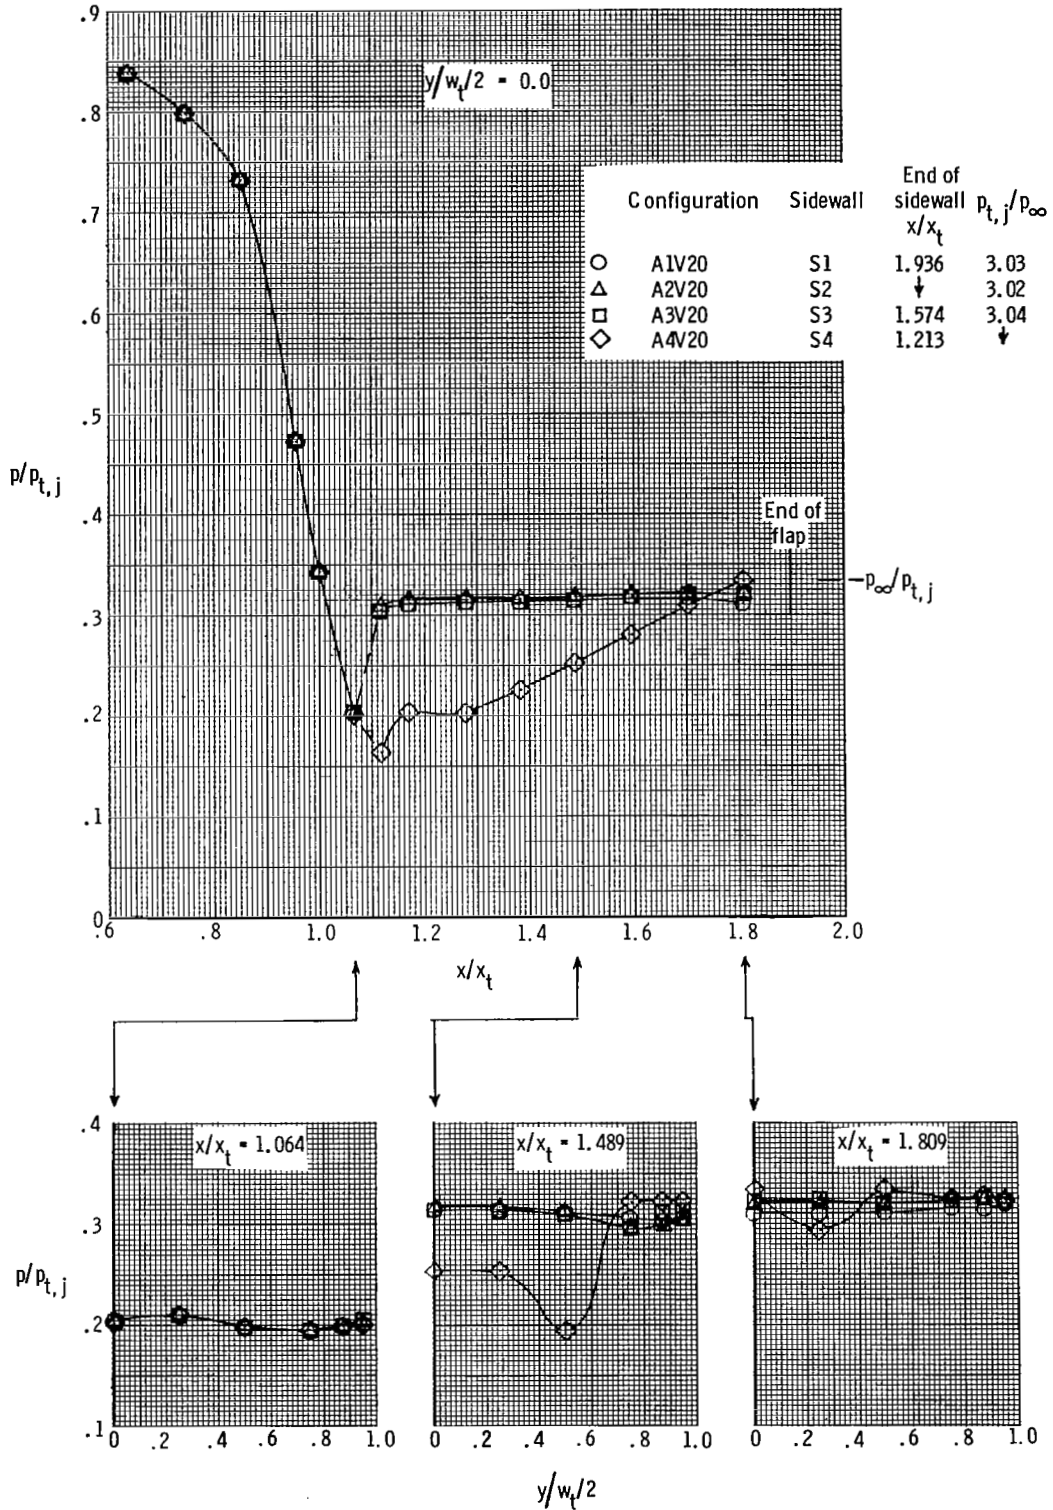 .9
y/w_t/2 = 0.0
.8
Configuration Sidewall End of sidewall x/x_t p_t,j/p_∞
.7
○ A1V20 S1 1.936 3.03
△ A2V20 S2 ↓ 3.02
□ A3V20 S3 1.574 3.04
◇ A4V20 S4 1.213 ↓
.6
.5
p/p_t,j
.4
End of flap
p_∞/p_t,j
.3
.2
.1
0
.6 .8 1.0 1.2 1.4 1.6 1.8 2.0
x/x_t
.4
x/x_t = 1.064
x/x_t = 1.489
x/x_t = 1.809
.3
p/p_t,j
.2
.1
0 .2 .4 .6 .8 1.0
0 .2 .4 .6 .8 1.0
0 .2 .4 .6 .8 1.0
y/w_t/2